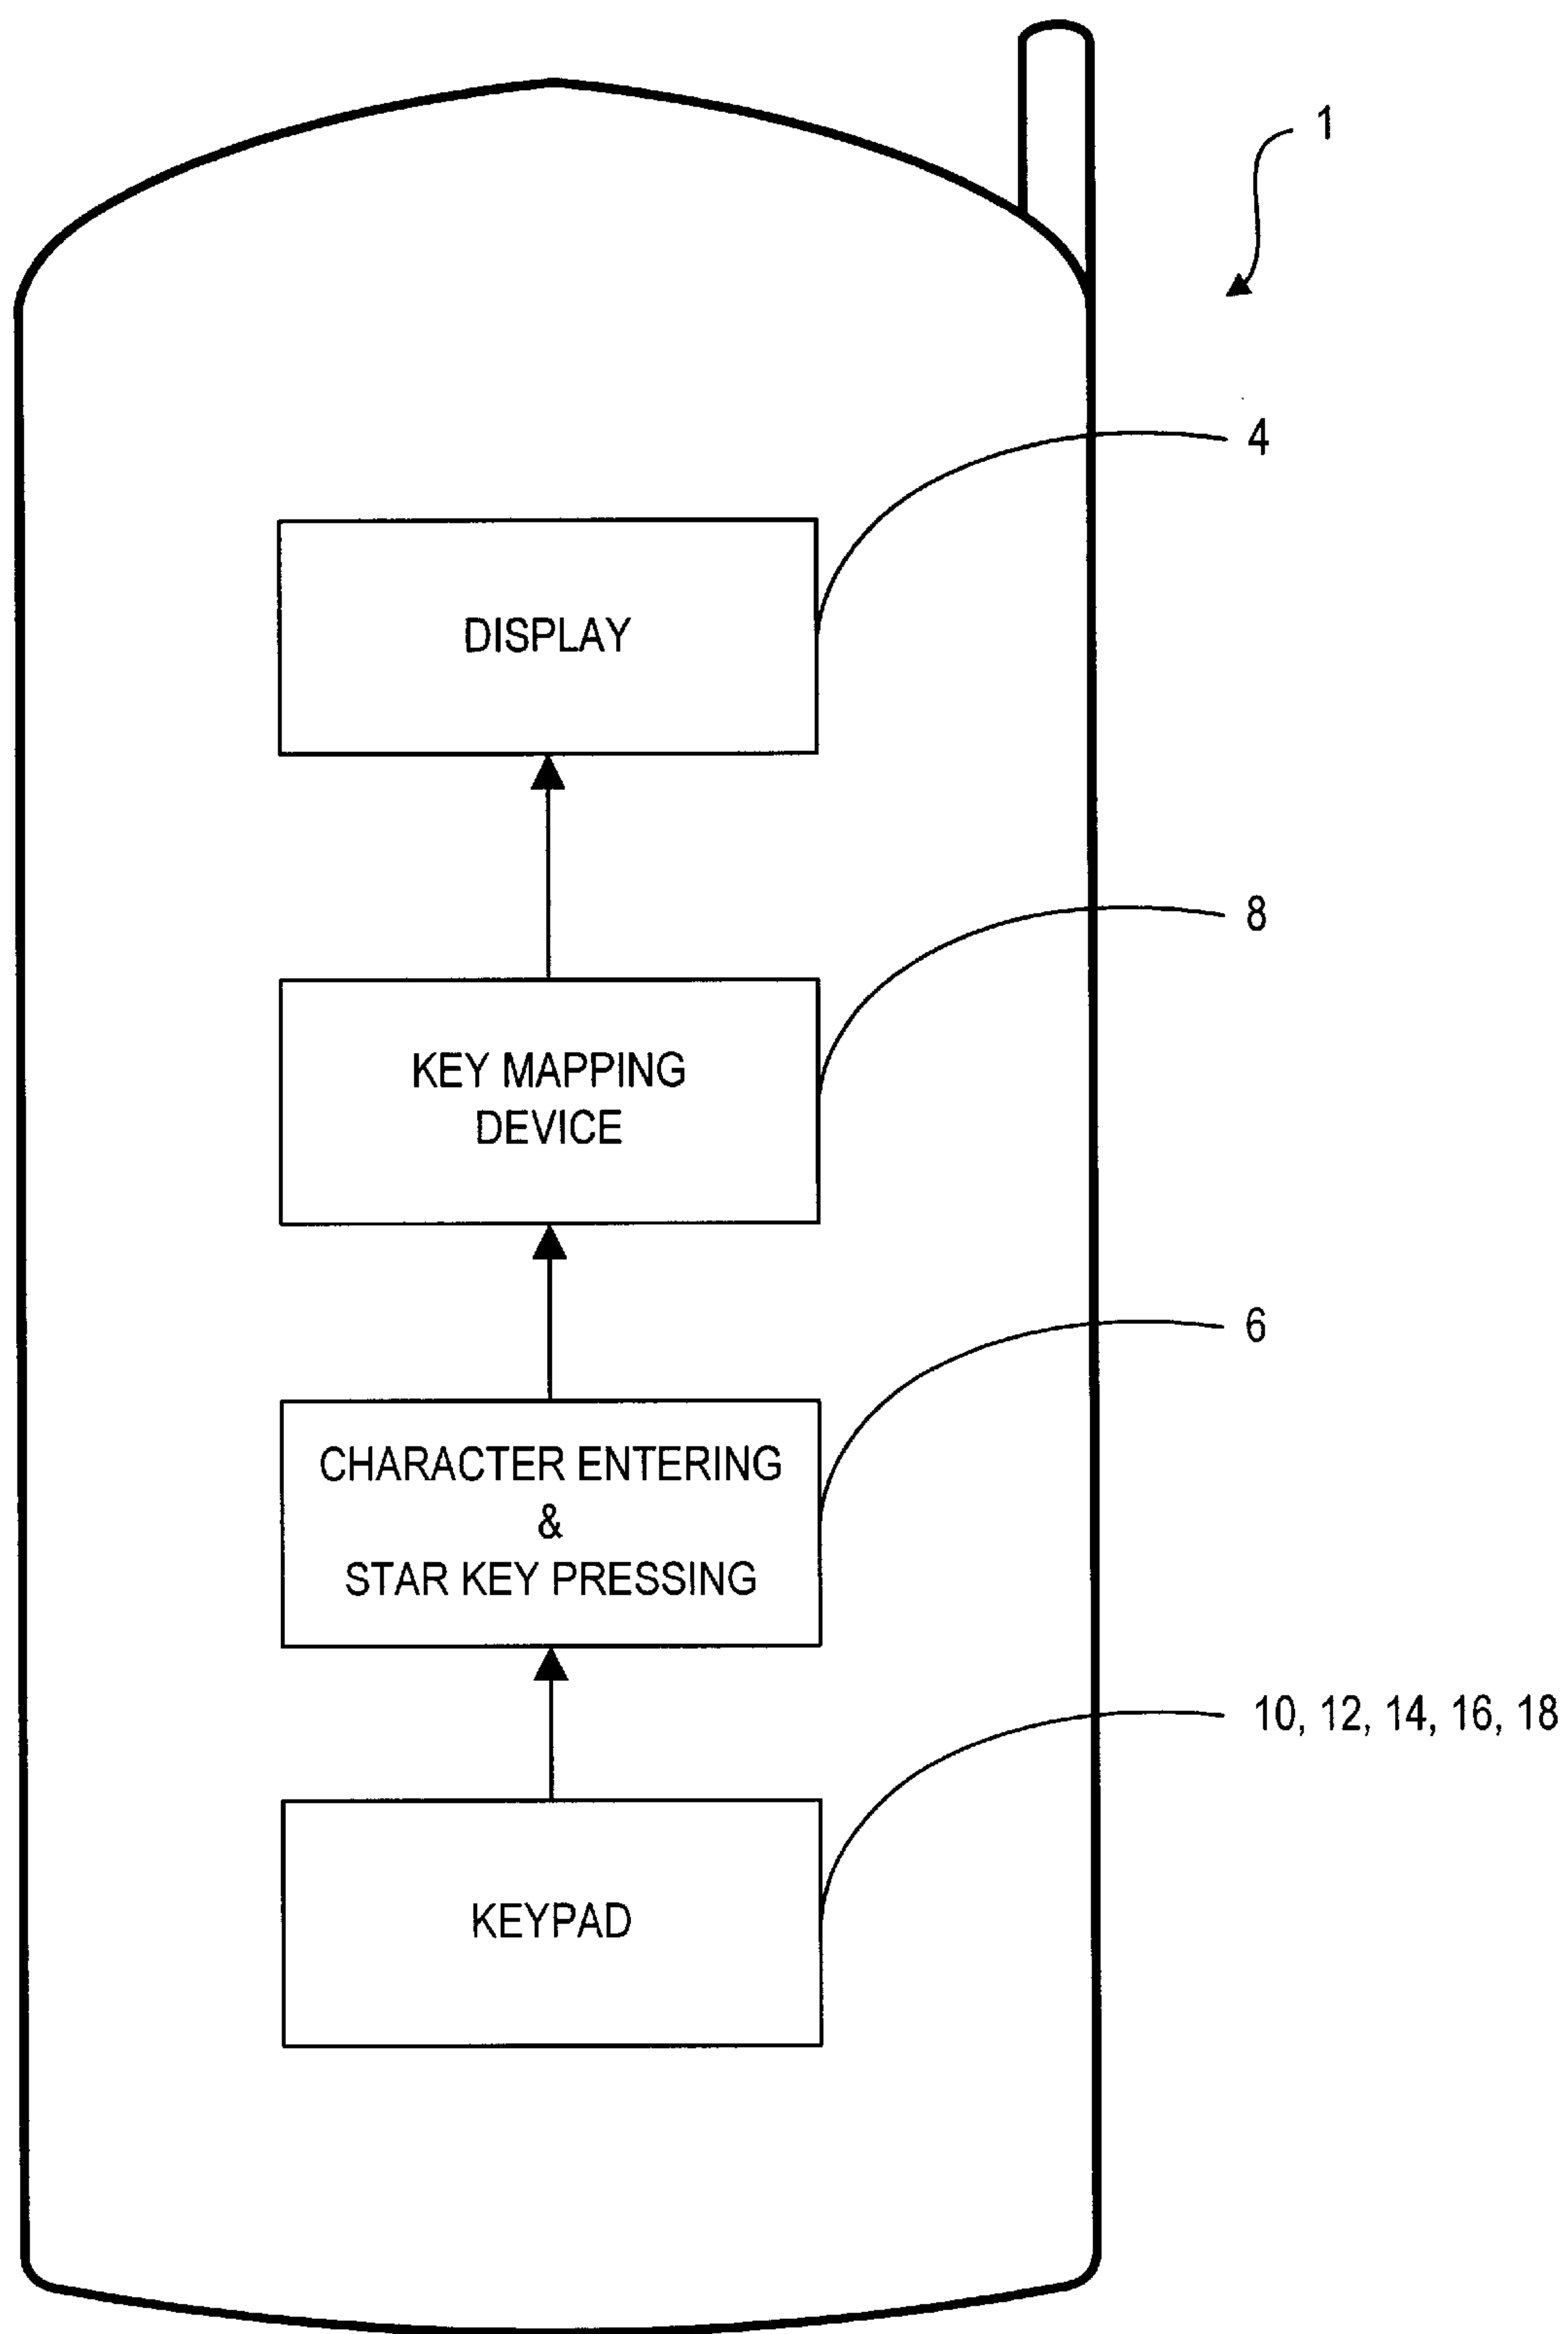 1
4
DISPLAY
8
KEY MAPPING
DEVICE
6
CHARACTER ENTERING
&
STAR KEY PRESSING
10, 12, 14, 16, 18
KEYPAD